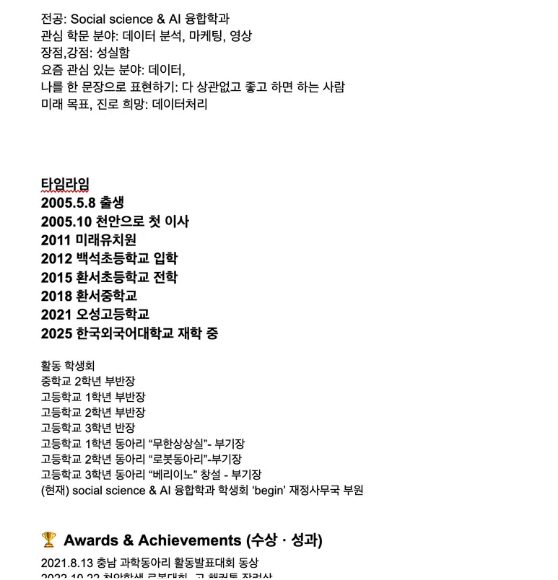 전공: Social science & AI 융합학과
관심 학문 분야: 데이터 분석, 마케팅, 영상
장점,강점: 성실함
요즘 관심 있는 분야: 데이터,
나를 한 문장으로 표현하기: 다 상관없고 좋고 하면 하는 사람
미래 목표, 진로 희망: 데이터처리
타임라임
2005.5.8 출생
2005.10 천안으로 첫 이사
2011 미래유치원
2012 백석초등학교 입학
2015 환서초등학교 전학
2018 환서중학교
2021 오성고등학교
2025 한국외국어대학교 재학 중
활동 학생회
중학교 2학년 부반장
고등학교 1학년 부반장
고등학교 2학년 부반장
고등학교 3학년 반장
고등학교 1학년 동아리 “무한상상실”- 부기장
고등학교 2학년 동아리 “로봇동아리”-부기장
고등학교 3학년 동아리 “베리이노” 창설 - 부기장
(현재) social science & AI 융합학과 학생회 ‘begin’ 재정사무국 부원
🏆 Awards & Achievements (수상 · 성과)
2021.8.13 충남 과학동아리 활동발표대회 동상